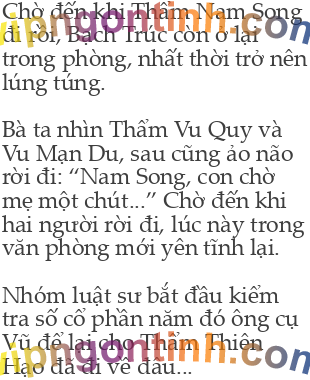 Chờ đến khi Thẩm Nam Song
đi rồi, Bạch Trúc còn ở lại
trong phòng, nhất thời trở nên
lúng túng.

Bà ta nhìn Thẩm Vu Quy và
Vu Mạn Du, sau cũng ảo não
rời đi: “Nam Song, con chờ
mẹ một chút...” Chờ đến khi
hai người rời đi, lúc này trong
văn phòng mới yên tĩnh lại.

Nhóm luật sư bắt đầu kiểm
tra số cổ phần năm đó ông cụ
Vũ để lại cho Thẩm Thiên
Hạo đã đi về đâu...
vipngontinh.com
vipngontinh.com